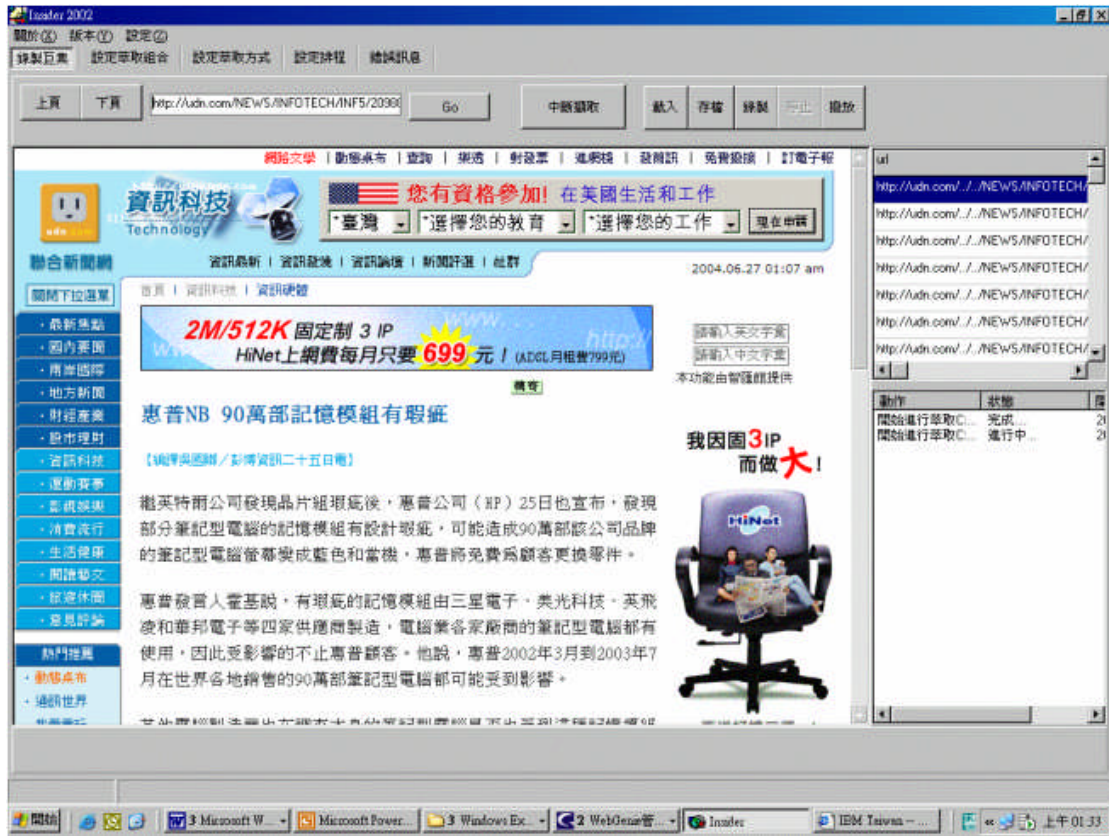 Insider 2002
關於(X) 版本(Y) 設定(Z)
錄製巨集 設定萃取組合 設定萃取方式 設定排程 錯誤訊息
上頁 下頁 http://udn.com/NEWS/INFOTECH/INF5/2098 Go 中斷擷取 載入 存檔 錄製 停止 撥放
網路文學 | 動態桌布 | 查詢 | 樂透 | 對發票 | 進網棧 | 發簡訊 | 免費撥接 | 訂電子報
udn.com
資訊科技
Technology
您有資格參加! 在美國生活和工作
*臺灣 *選擇您的教育 *選擇您的工作 現在申請
聯合新聞網
資訊最新 | 資訊發燒 | 資訊論壇 | 新聞評選 | 社群
2004.06.27 01:07 am
開關下拉選單
首頁 | 資訊科技 | 資訊硬體
‧最新焦點
‧國內要聞
‧兩岸國際
‧地方新聞
‧財經產業
‧股市理財
‧資訊科技
‧運動賽事
‧影視娛樂
‧消費流行
‧生活健康
‧閱讀藝文
‧旅遊休閒
‧意見評論
熱門推薦
‧動態桌布
‧通訊世界
2M/512K 固定制 3 IP
HiNet上網費每月只要 699 元！(ADSL月租費799元)
請輸入英文字彙
請輸入中文字彙
本功能由智匯館提供
轉寄
惠普NB 90萬部記憶模組有瑕疵
【編譯吳國卿／彭博資訊二十五日電】
繼英特爾公司發現晶片組瑕疵後，惠普公司（HP）25日也宣布，發現
部分筆記型電腦的記憶模組有設計瑕疵，可能造成90萬部該公司品牌
的筆記型電腦螢幕變成藍色和當機，惠普將免費為顧客更換零件。
惠普發言人霍基說，有瑕疵的記憶模組由三星電子、美光科技、英飛
凌和華邦電子等四家供應商製造，電腦業各家廠商的筆記型電腦都有
使用，因此受影響的不止惠普顧客。他說，惠普2002年3月到2003年7
月在世界各地銷售的90萬部筆記型電腦都可能受到影響。
我因固3IP
而做大!
HiNet
url
http://udn.com/../../NEWS/INFOTECH/
http://udn.com/../../NEWS/INFOTECH/
http://udn.com/../../NEWS/INFOTECH/
http://udn.com/../../NEWS/INFOTECH/
http://udn.com/../../NEWS/INFOTECH/
http://udn.com/../../NEWS/INFOTECH/
http://udn.com/../../NEWS/INFOTECH/
動作 狀態
開始進行萃取C... 完成...
開始進行萃取C... 進行中...
開始 3 Microsoft W... Microsoft Power... 3 Windows Ex... 2 WebGenie管... Insider IBM Taiwan - ... 上午 01:33